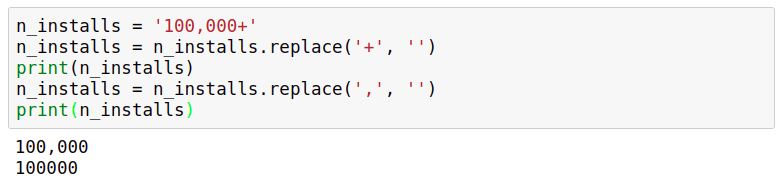 n_installs = '100,000+'
n_installs = n_installs.replace('+', '')
print(n_installs)
n_installs = n_installs.replace(',', '')
print(n_installs)
100,000
100000